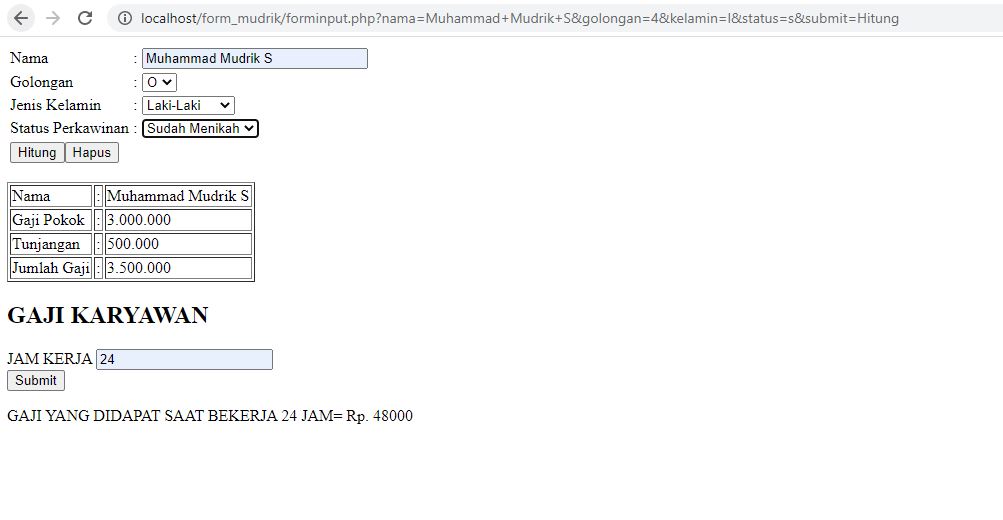 localhost/form_mudrik/forminput.php?nama=Muhammad+Mudrik+S&golongan=4&kelamin=l&status=s&submit=Hitung
Nama : Muhammad Mudrik S
Golongan : O
Jenis Kelamin : Laki-Laki
Status Perkawinan : Sudah Menikah
Hitung Hapus
Nama : Muhammad Mudrik S
Gaji Pokok : 3.000.000
Tunjangan : 500.000
Jumlah Gaji : 3.500.000
GAJI KARYAWAN
JAM KERJA 24
Submit
GAJI YANG DIDAPAT SAAT BEKERJA 24 JAM= Rp. 48000